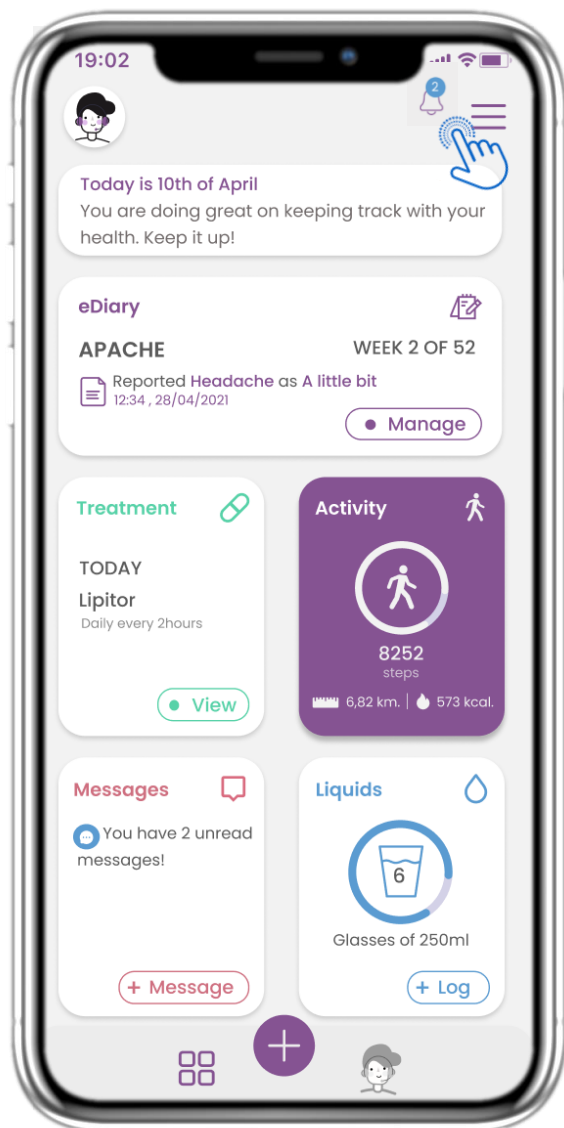 19:02
2
Today is 10th of April
You are doing great on keeping track with your
health. Keep it up!
eDiary
APACHE
WEEK 2 OF 52
Reported Headache as A little bit
12:34 , 28/04/2021
Manage
Treatment
TODAY
Lipitor
Daily every 2hours
View
Activity
8252
steps
6,82 km.
573 kcal.
Messages
You have 2 unread
messages!
+ Message
Liquids
6
Glasses of 250ml
+ Log